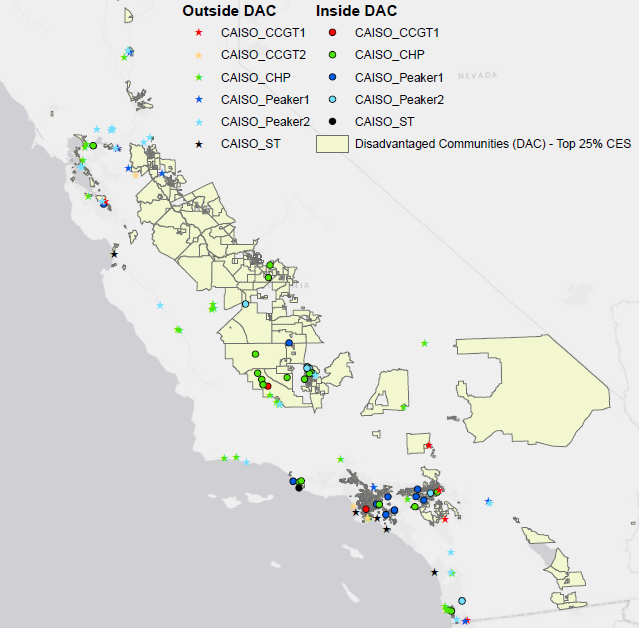 Outside DAC Inside DAC
CAISO_CCGT1 CAISO_CCGT1
CAISO_CCGT2 CAISO_CHP
CAISO_CHP CAISO_Peaker1
CAISO_Peaker1 CAISO_Peaker2
CAISO_Peaker2 CAISO_ST
CAISO_ST Disadvantaged Communities (DAC) - Top 25% CES
NEVADA